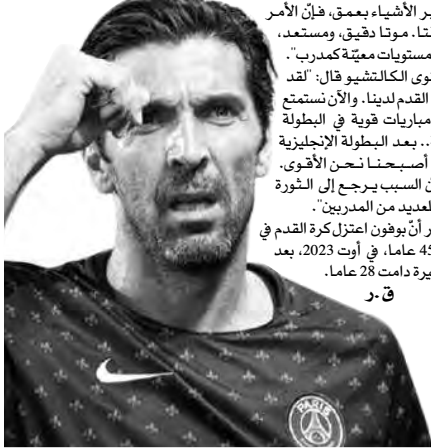 ر الأشياء بعمق، فإنّ الأمر
تنا. موتا دقيق، ومستعد،
مستويات معيّنة كمدرب".
وى الكالتشيو قال: "لقد
القدم لدينا. والآن نستمتع
مباريات قوية في البطولة
.. بعد البطولة الإنجليزية
أصبحنا نحن الأقوى.
ن السبب يرجع إلى الثورة
لعديد من المدربين".
ر أنّ بوفون اعتزل كرة القدم في
45 عاما، في أوت 2023، بعد
يرة دامت 28 عاما.
ق.ر
PARIS